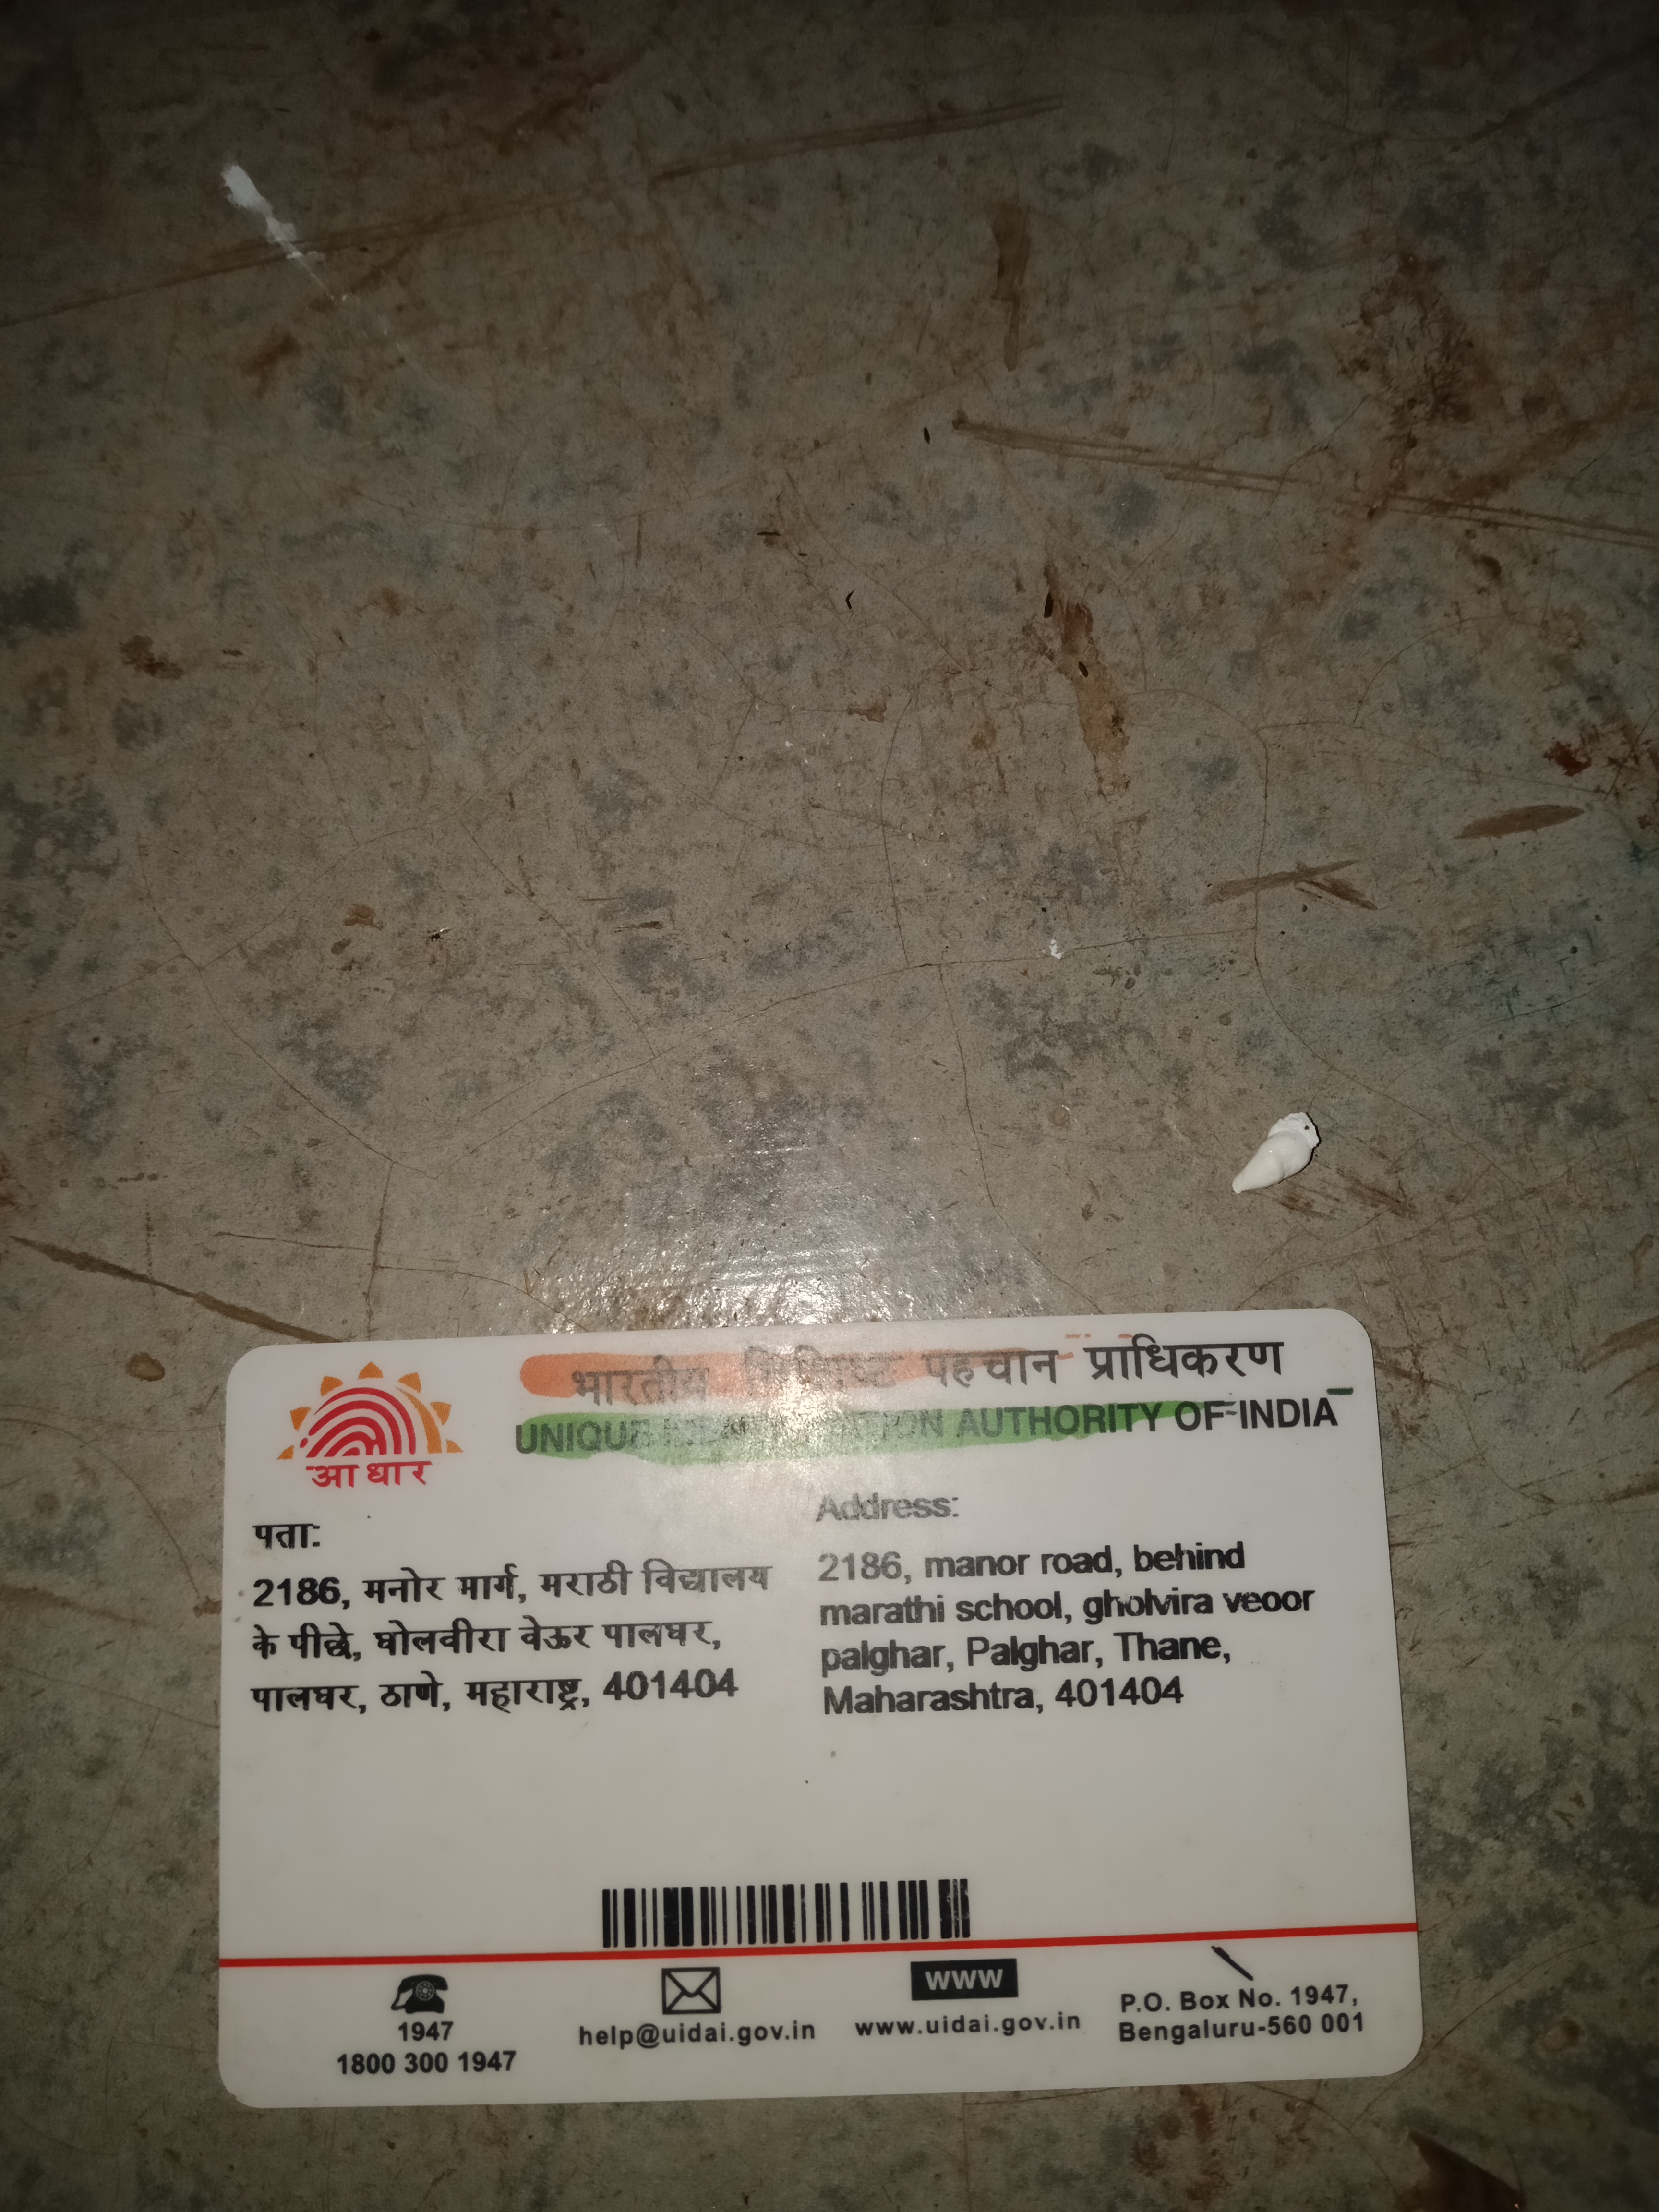 भारतीय विशिष्ट पहचान प्राधिकरण
UNIQUE IDENTIFICATION AUTHORITY OF INDIA
आधार
पता:
2186, मनोर मार्ग, मराठी विद्यालय
के पीछे, घोलवीरा वेऊर पालघर,
पालघर, ठाणे, महाराष्ट्र, 401404
Address:
2186, manor road, behind
marathi school, gholvira veoor
palghar, Palghar, Thane,
Maharashtra, 401404
1947
1800 300 1947
help@uidai.gov.in
WWW
www.uidai.gov.in
P.O. Box No. 1947,
Bengaluru-560 001